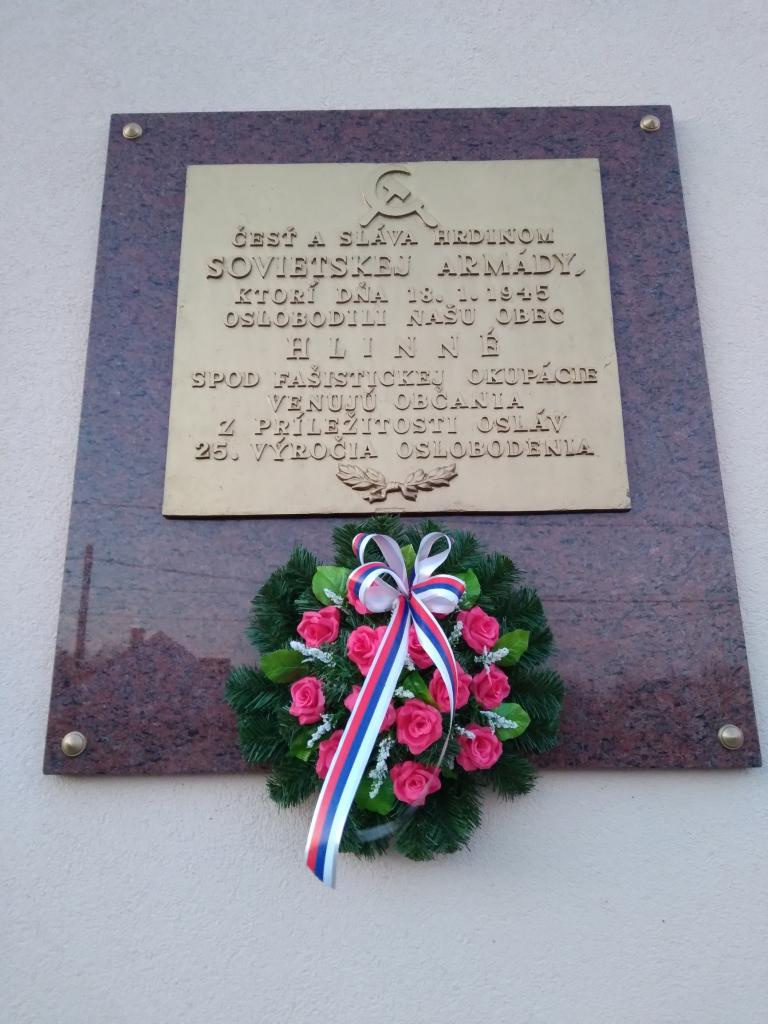 ČESŤ A SLÁVA HRDINOM
SOVIETSKEJ ARMÁDY,
KTORÍ DŇA 18. 1. 1945
OSLOBODILI NAŠU OBEC
HLINNÉ
SPOD FAŠISTICKEJ OKUPÁCIE
VENUJÚ OBČANIA
Z PRÍLEŽITOSTI OSLÁV
25. VÝROČIA OSLOBODENIA